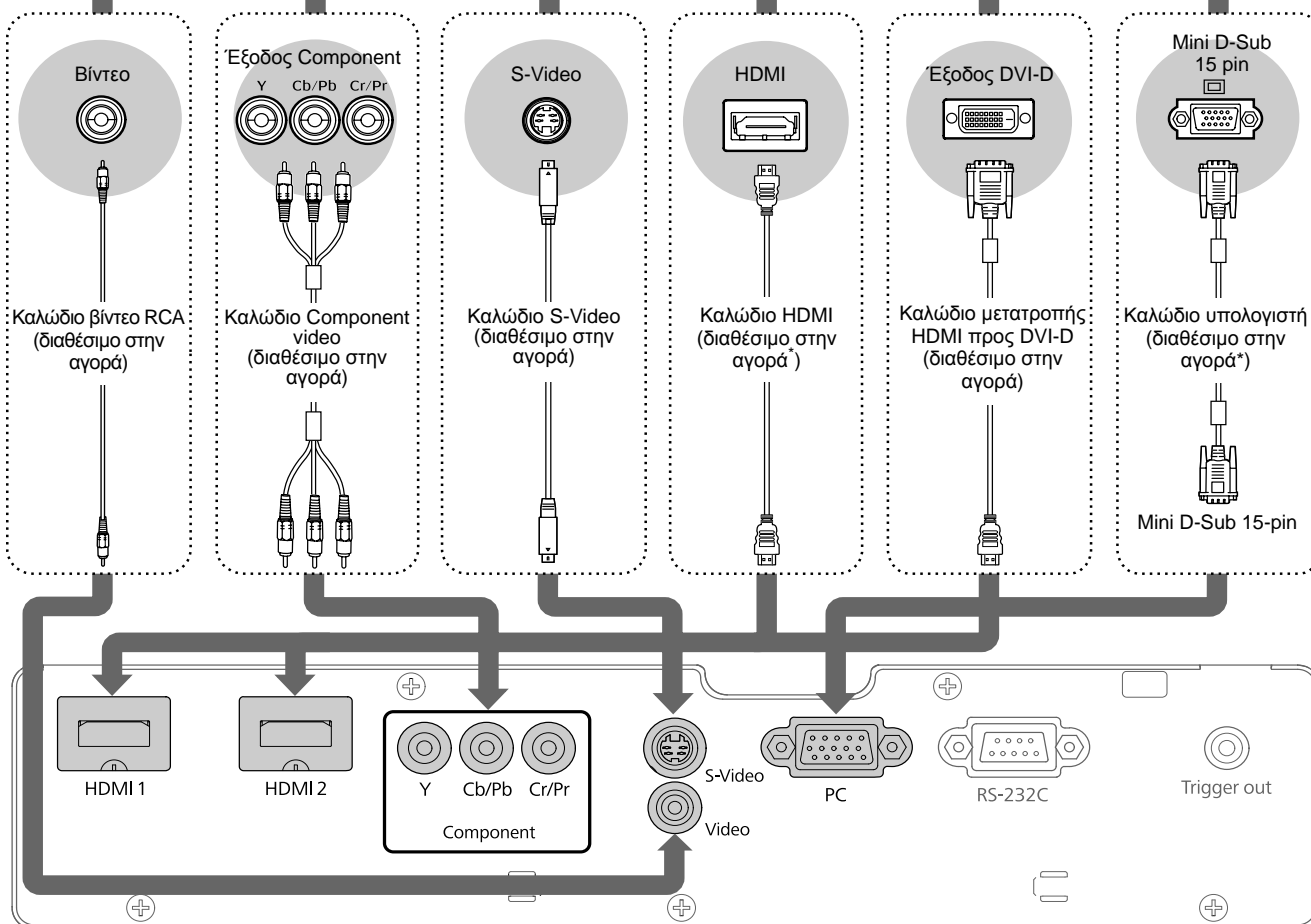 Βίντεο
Έξοδος Component
Y Cb/Pb Cr/Pr
S-Video
HDMI
Έξοδος DVI-D
Mini D-Sub
15 pin
Καλώδιο βίντεο RCA
(διαθέσιμο στην
αγορά)
Καλώδιο Component
video
(διαθέσιμο στην
αγορά)
Καλώδιο S-Video
(διαθέσιμο στην
αγορά)
Καλώδιο HDMI
(διαθέσιμο στην
αγορά*)
Καλώδιο μετατροπής
HDMI προς DVI-D
(διαθέσιμο στην
αγορά)
Καλώδιο υπολογιστή
(διαθέσιμο στην
αγορά*)
Mini D-Sub 15-pin
HDMI 1
HDMI 2
Y Cb/Pb Cr/Pr
Component
S-Video
Video
PC
RS-232C
Trigger out